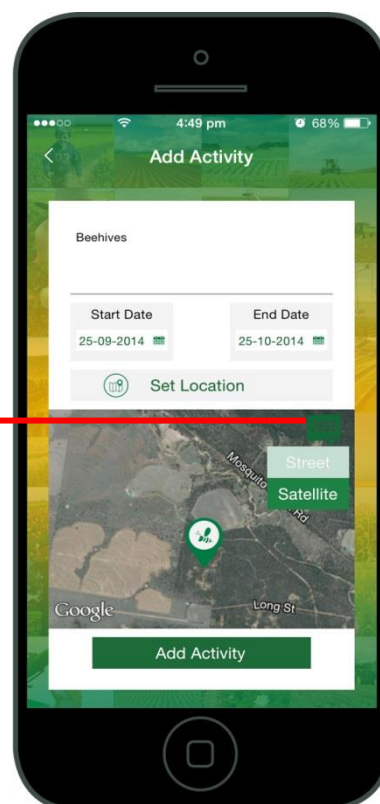 4:49 pm 68%
Add Activity
Beehives
Start Date End Date
25-09-2014 25-10-2014
Set Location
Street
Mosquito Rd
Satellite
Google
Long St
Add Activity